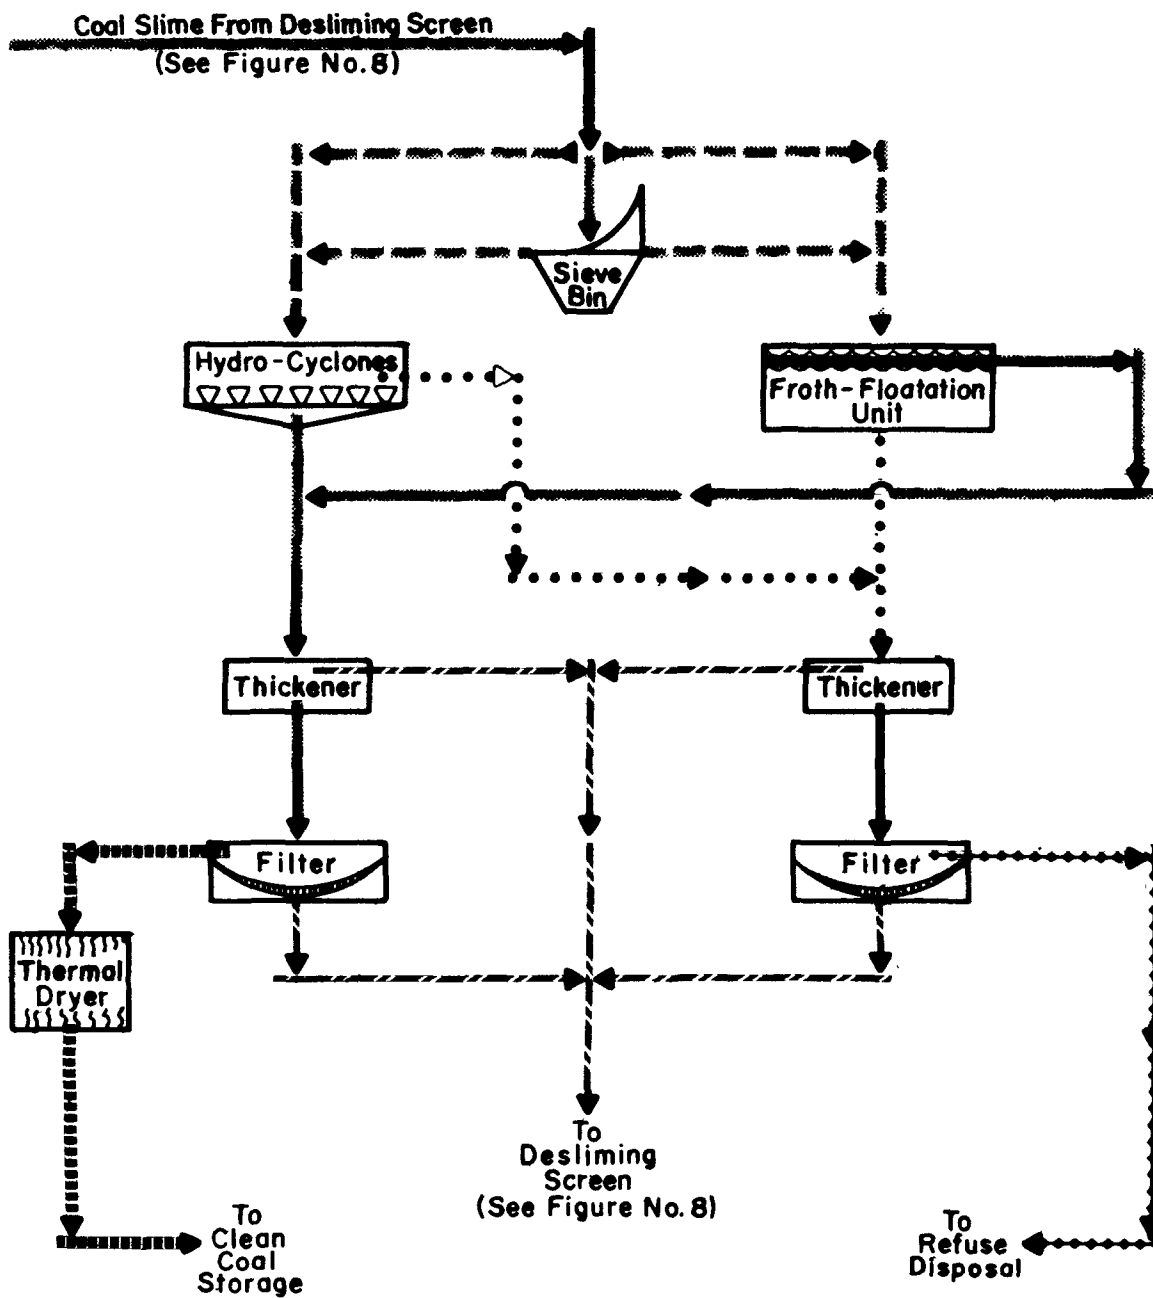 Coal Slime From Desliming Screen
(See Figure No. 8)
Sieve
Bin
Hydro-Cyclones
Froth-Floatation
Unit
Thickener
Thickener
Filter
Filter
Thermal
Dryer
To
Desliming
Screen
(See Figure No. 8)
To
Clean
Coal
Storage
To
Refuse
Disposal